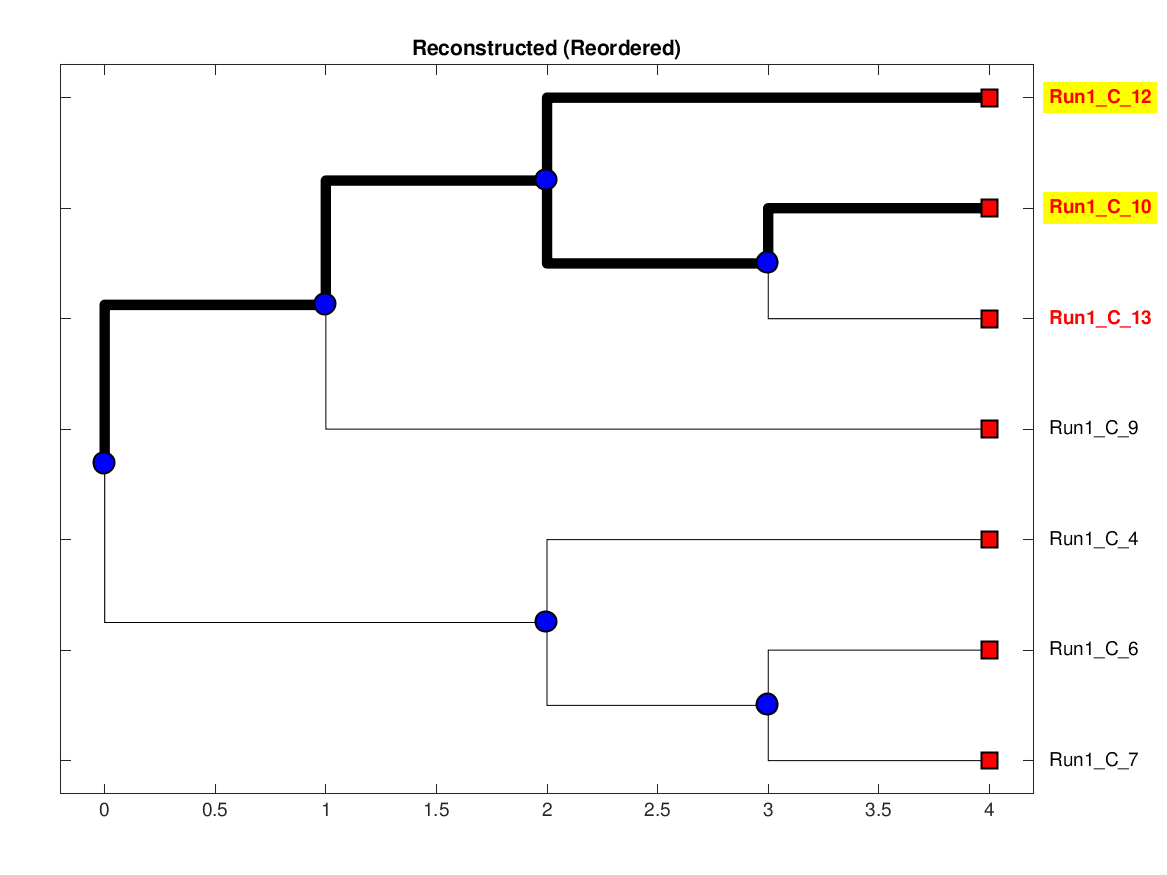 Reconstructed (Reordered)
Run1_C_12
Run1_C_10
Run1_C_13
Run1_C_9
Run1_C_4
Run1_C_6
Run1_C_7
0 0.5 1 1.5 2 2.5 3 3.5 4